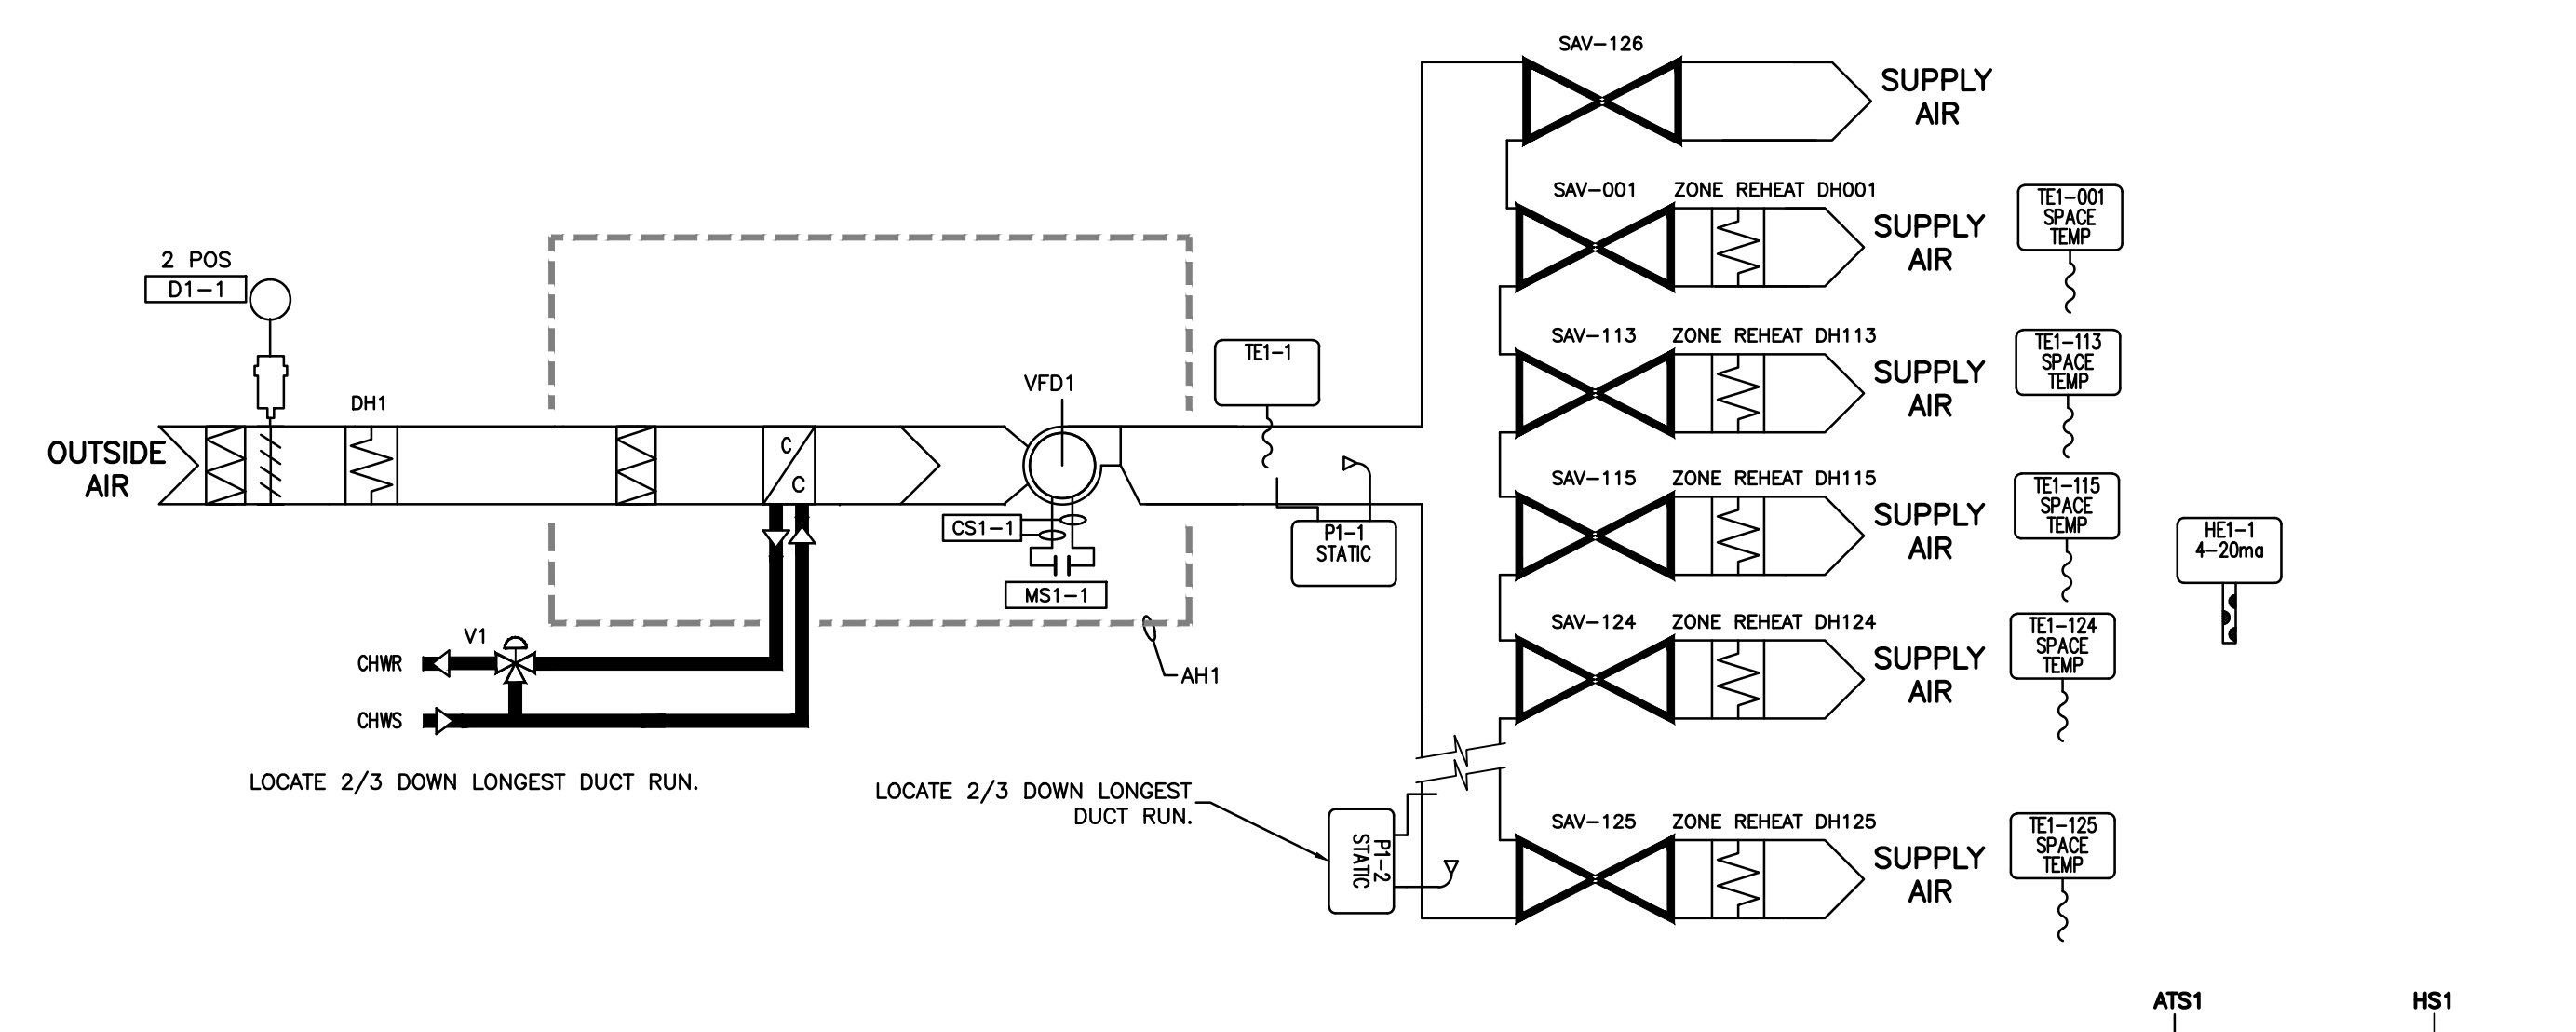 SAV-126
SUPPLY
AIR
SAV-001
ZONE REHEAT DH001
SUPPLY
AIR
TE1-001
SPACE
TEMP
2 POS
D1-1
SAV-113
ZONE REHEAT DH113
SUPPLY
AIR
TE1-113
SPACE
TEMP
TE1-1
VFD1
DH1
OUTSIDE
AIR
C
C
CS1-1
MS1-1
P1-1
STATIC
SAV-115
ZONE REHEAT DH115
SUPPLY
AIR
TE1-115
SPACE
TEMP
HE1-1
4-20ma
V1
CHWR
CHWS
AH1
SAV-124
ZONE REHEAT DH124
SUPPLY
AIR
TE1-124
SPACE
TEMP
LOCATE 2/3 DOWN LONGEST DUCT RUN.
LOCATE 2/3 DOWN LONGEST
DUCT RUN.
P1-2
STATIC
SAV-125
ZONE REHEAT DH125
SUPPLY
AIR
TE1-125
SPACE
TEMP
ATS1
HS1